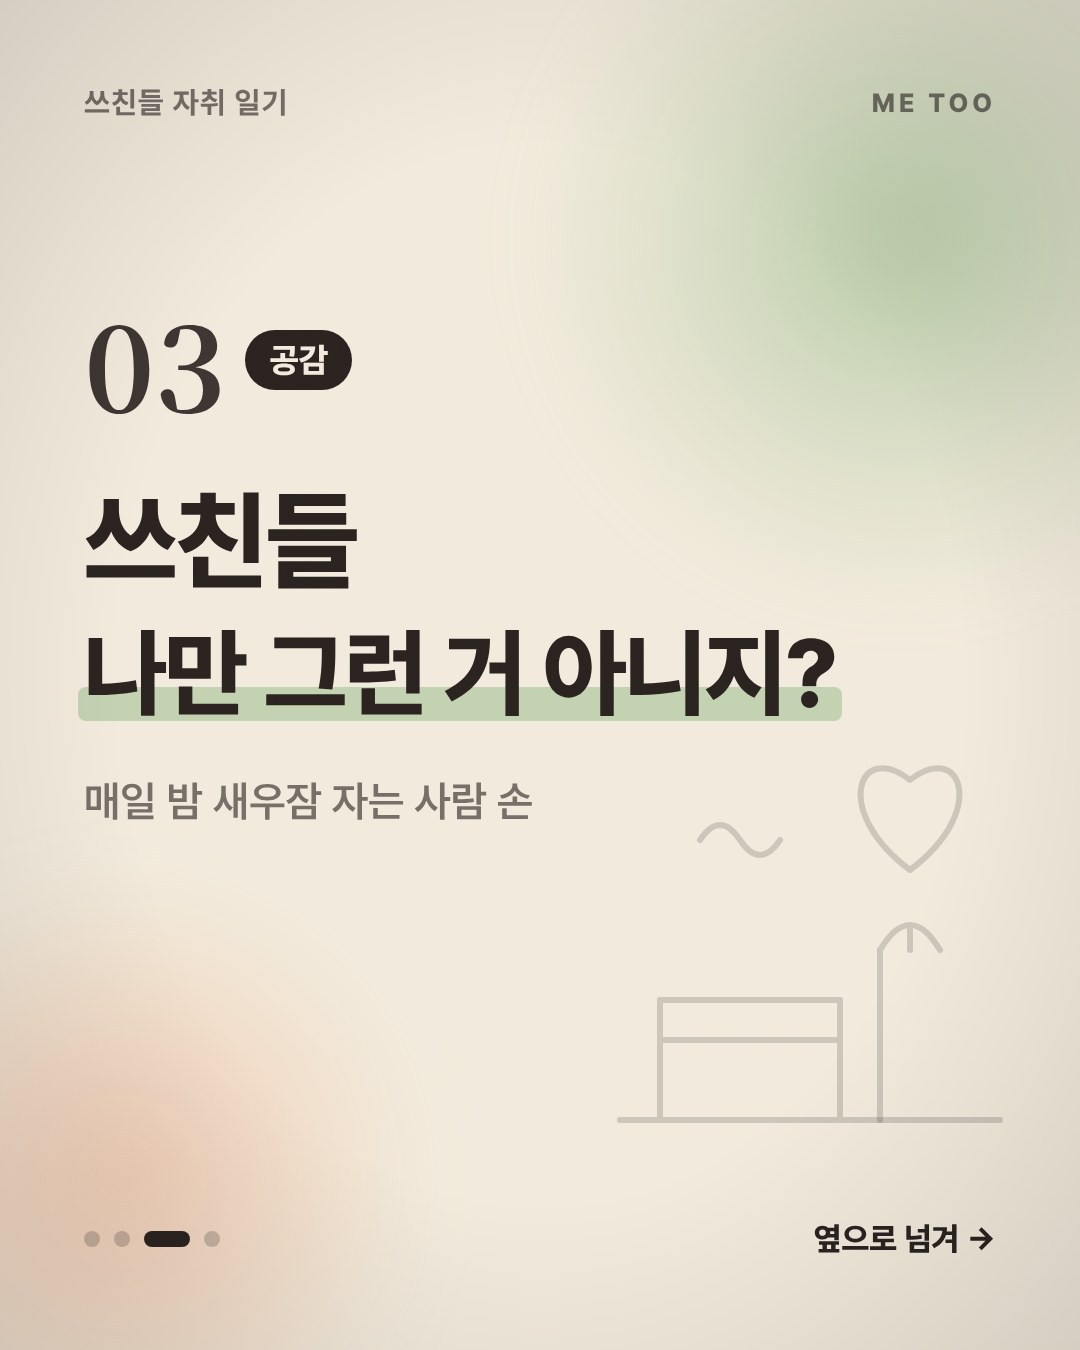 쓰친들 자취 일기
ME TOO
03 공감
쓰친들
나만 그런 거 아니지?
매일 밤 새우잠 자는 사람 손
옆으로 넘겨 →